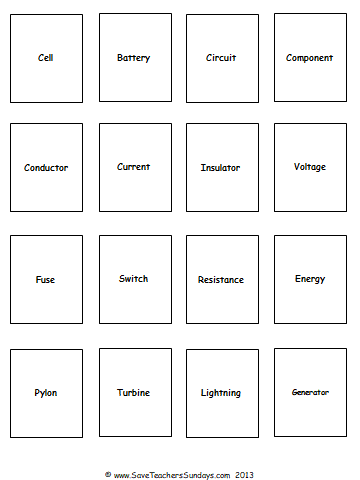 Cell Battery Circuit Component
Conductor Current Insulator Voltage
Fuse Switch Resistance Energy
Pylon Turbine Lightning Generator
© www.SaveTeachersSundays.com 2013